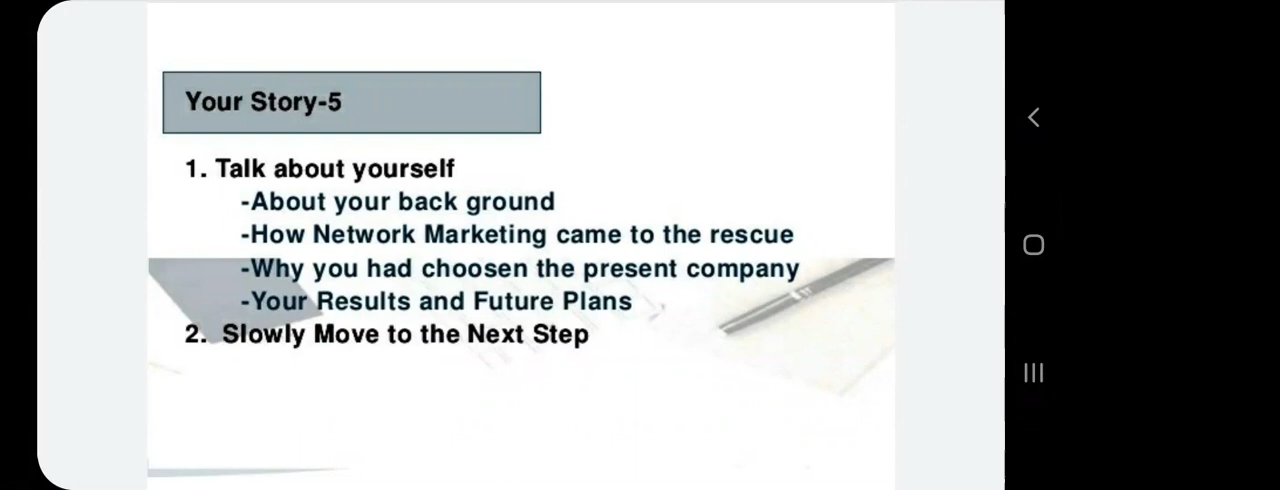 Your Story-5
1. Talk about yourself
-About your back ground
-How Network Marketing came to the rescue
-Why you had choosen the present company
-Your Results and Future Plans
2. Slowly Move to the Next Step